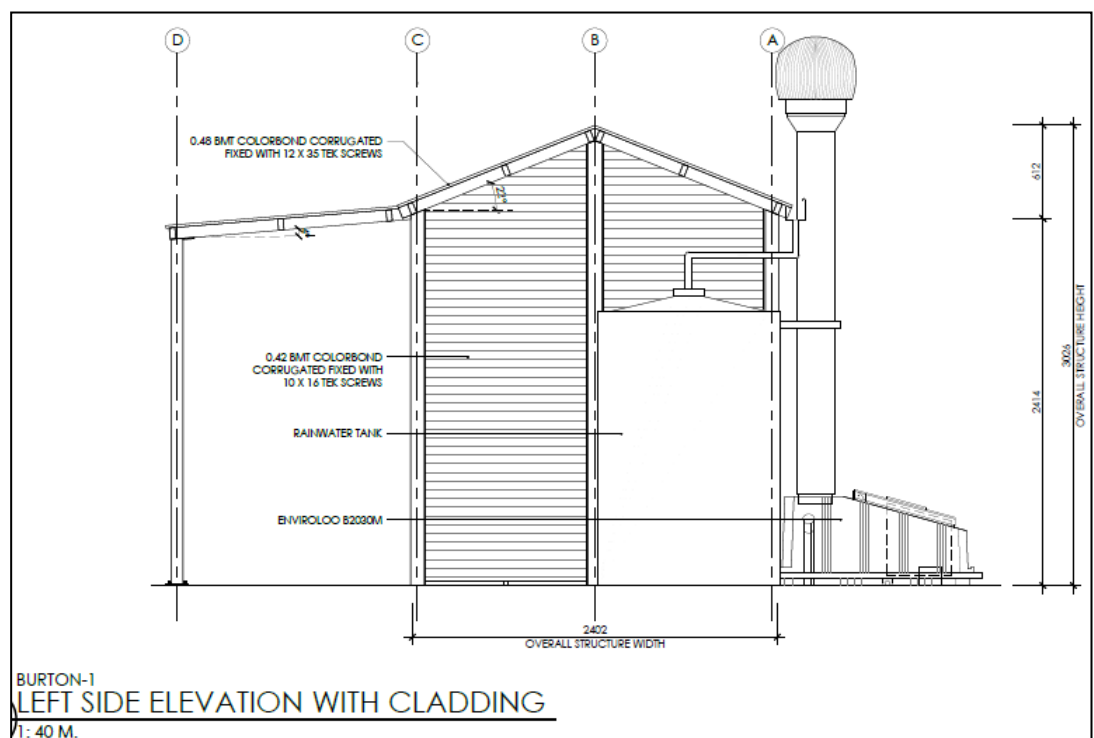 D
C
B
A
0.48 BMT COLORBOND CORRUGATED
FIXED WITH 12 X 35 TEK SCREWS
22°
612
2414
3026
OVERALL STRUCTURE HEIGHT
0.42 BMT COLORBOND
CORRUGATED FIXED WITH
10 X 16 TEK SCREWS
RAINWATER TANK
ENVIROLOO B2030M
2402
OVERALL STRUCTURE WIDTH
BURTON-1
LEFT SIDE ELEVATION WITH CLADDING
1: 40 M.